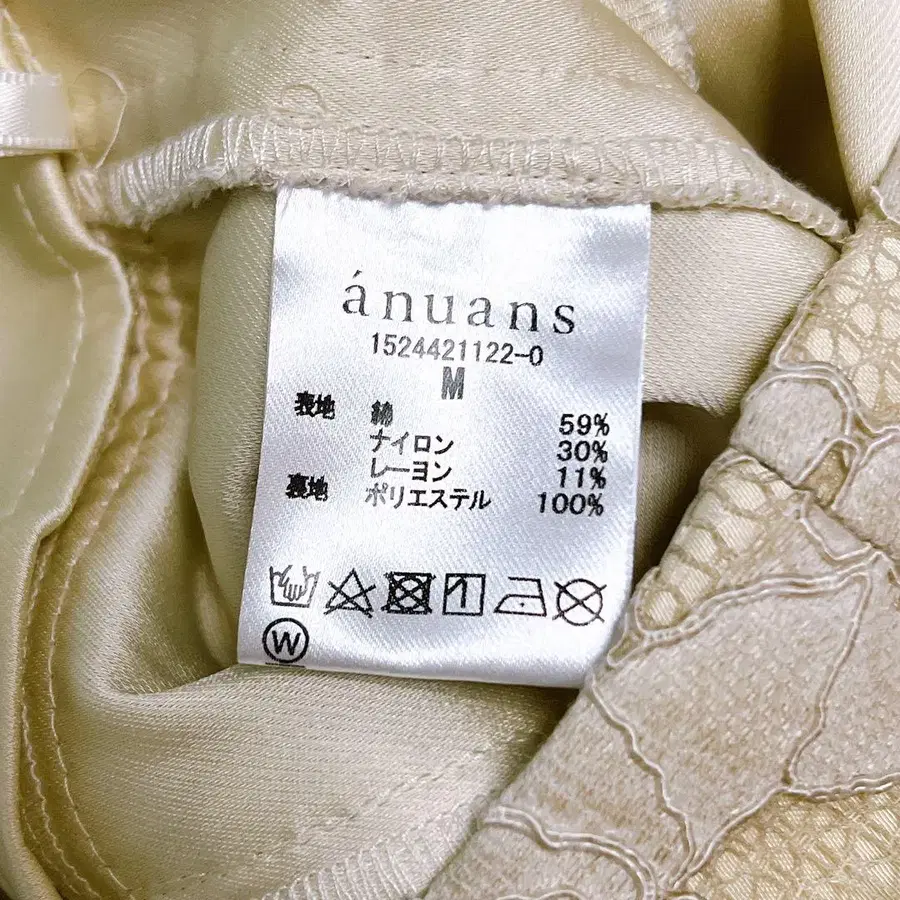 ánuans
1524421122-0
M
表地 綿 59%
ナイロン 30%
レーヨン 11%
裏地 ポリエステル 100%
W